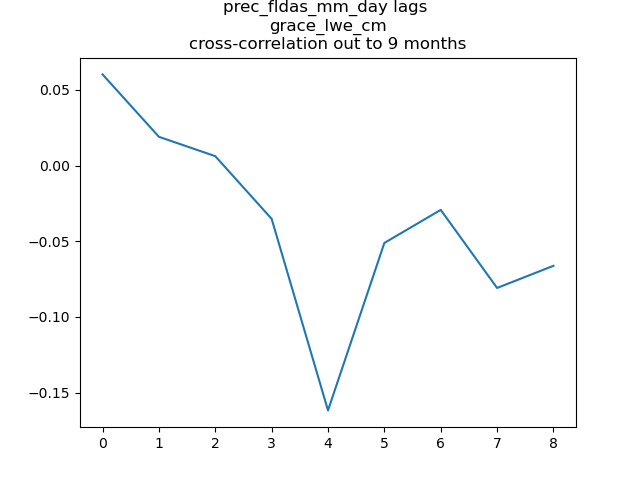 prec_fldas_mm_day lags
grace_lwe_cm
cross-correlation out to 9 months
0.05
0.00
−0.05
−0.10
−0.15
0 1 2 3 4 5 6 7 8